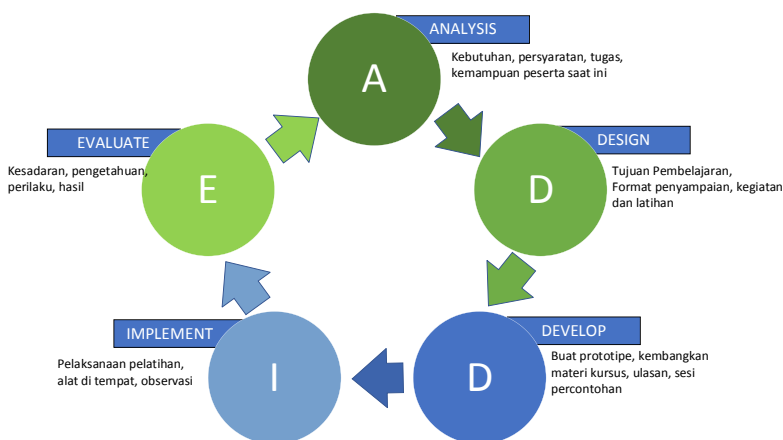 ANALYSIS
A
Kebutuhan, persyaratan, tugas,
kemampuan peserta saat ini
DESIGN
D
Tujuan Pembelajaran,
Format penyampaian, kegiatan
dan latihan
DEVELOP
D
Buat prototipe, kembangkan
materi kursus, ulasan, sesi
percontohan
IMPLEMENT
I
Pelaksanaan pelatihan,
alat di tempat, observasi
EVALUATE
E
Kesadaran, pengetahuan,
perilaku, hasil